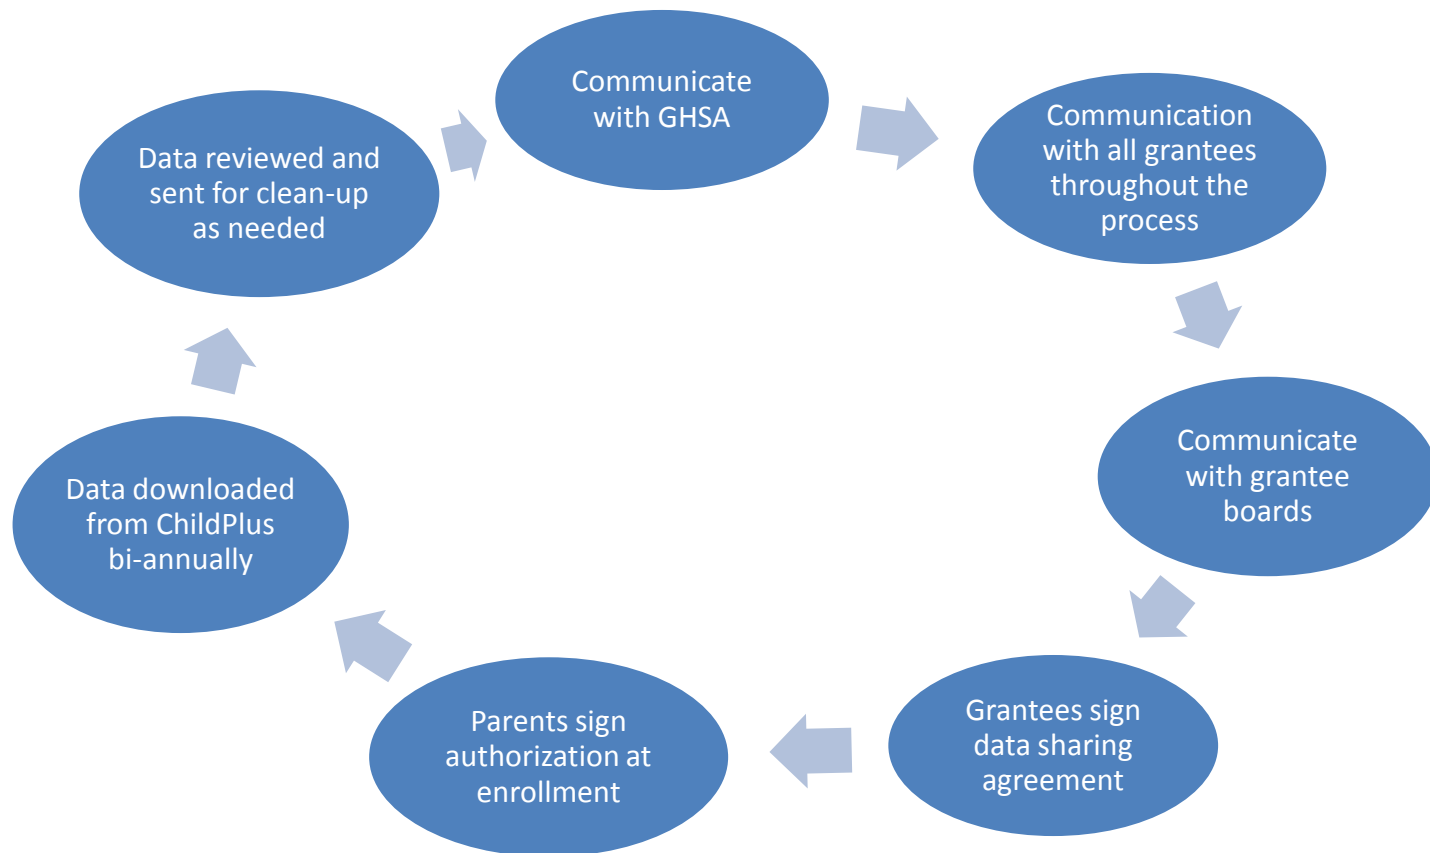 Communicate
with GHSA
Communication
with all grantees
throughout the
process
Communicate
with grantee
boards
Grantees sign
data sharing
agreement
Parents sign
authorization at
enrollment
Data downloaded
from ChildPlus
bi-annually
Data reviewed and
sent for clean-up
as needed